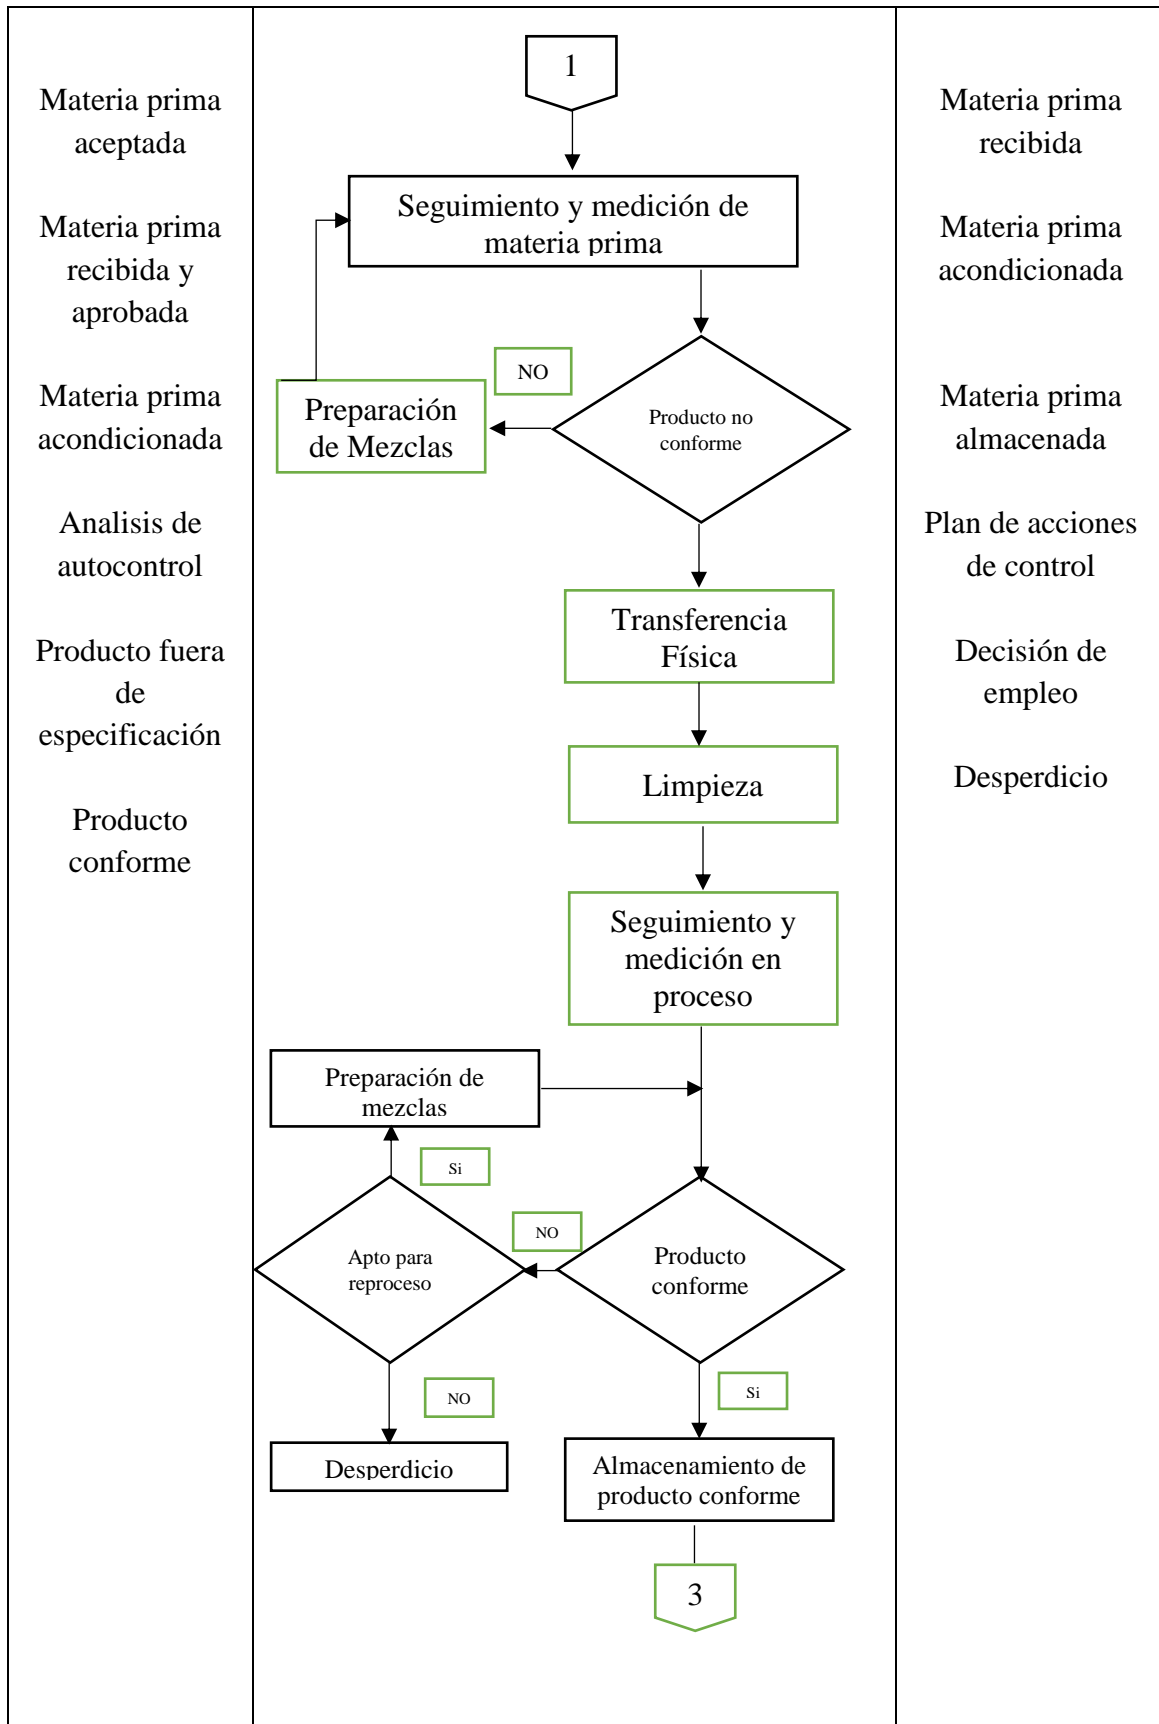 Materia prima
aceptada
Materia prima
recibida y
aprobada
Materia prima
acondicionada
Analisis de
autocontrol
Producto fuera
de
especificación
Producto
conforme
1
Seguimiento y medición de
materia prima
NO
Preparación
de Mezclas
Producto no
conforme
Transferencia
Física
Limpieza
Seguimiento y
medición en
proceso
Preparación de
mezclas
Si
NO
Apto para
reproceso
Producto
conforme
NO
Si
Desperdicio
Almacenamiento de
producto conforme
3
Materia prima
recibida
Materia prima
acondicionada
Materia prima
almacenada
Plan de acciones
de control
Decisión de
empleo
Desperdicio